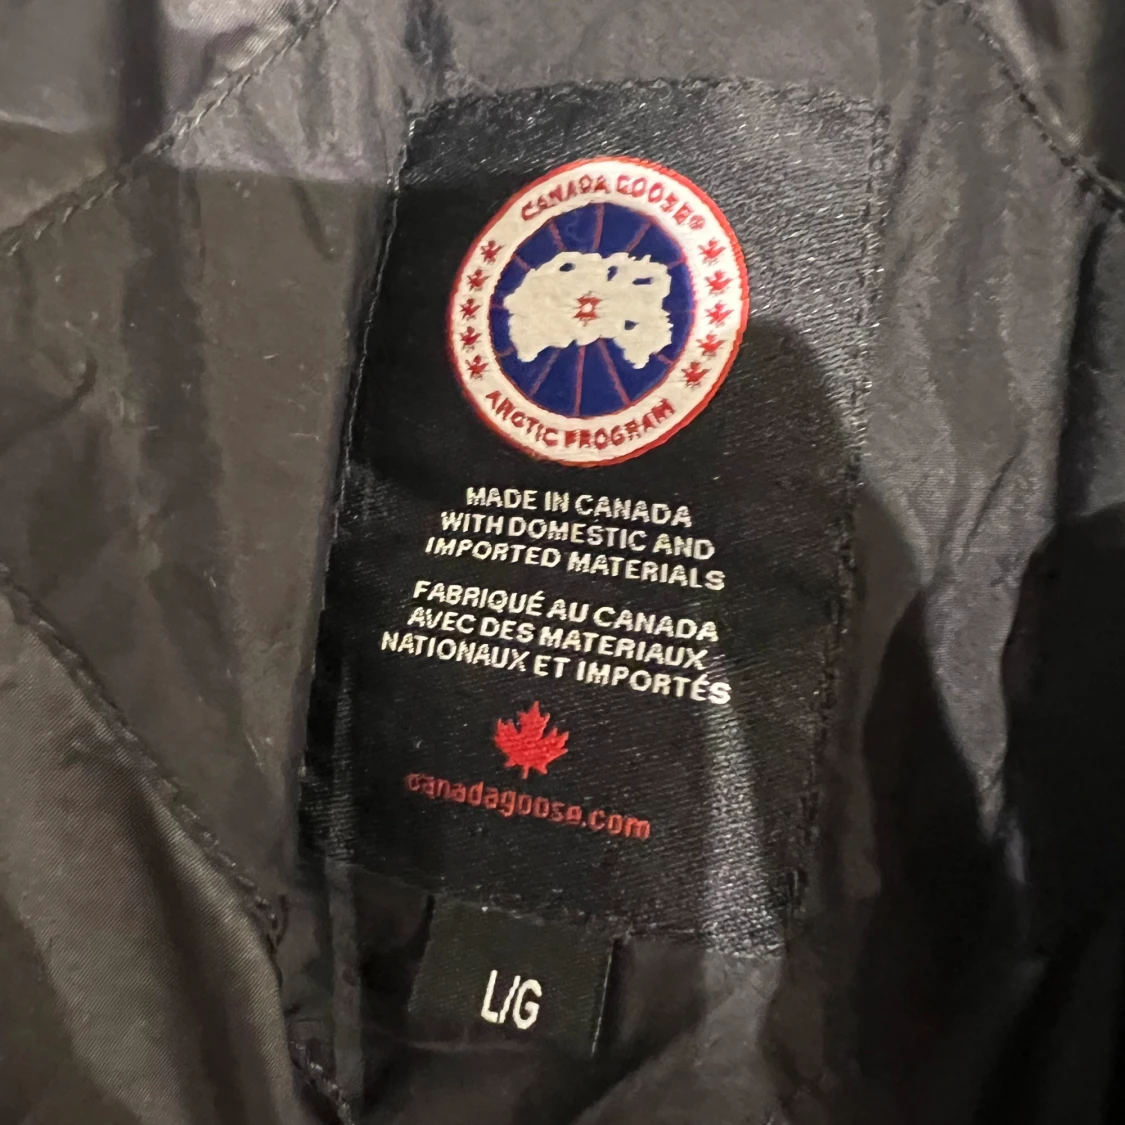 CANADA GOOSE®
ARCTIC PROGRAM
MADE IN CANADA
WITH DOMESTIC AND
IMPORTED MATERIALS
FABRIQUÉ AU CANADA
AVEC DES MATERIAUX
NATIONAUX ET IMPORTÉS
canadagoose.com
L/G